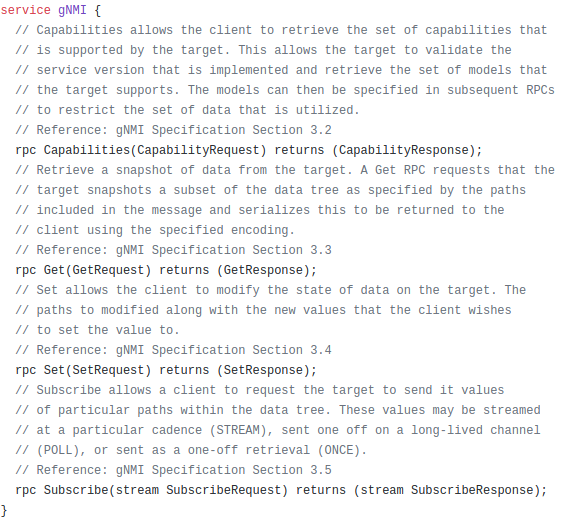 service gNMI {
  // Capabilities allows the client to retrieve the set of capabilities that
  // is supported by the target. This allows the target to validate the
  // service version that is implemented and retrieve the set of models that
  // the target supports. The models can then be specified in subsequent RPCs
  // to restrict the set of data that is utilized.
  // Reference: gNMI Specification Section 3.2
  rpc Capabilities(CapabilityRequest) returns (CapabilityResponse);
  // Retrieve a snapshot of data from the target. A Get RPC requests that the
  // target snapshots a subset of the data tree as specified by the paths
  // included in the message and serializes this to be returned to the
  // client using the specified encoding.
  // Reference: gNMI Specification Section 3.3
  rpc Get(GetRequest) returns (GetResponse);
  // Set allows the client to modify the state of data on the target. The
  // paths to modified along with the new values that the client wishes
  // to set the value to.
  // Reference: gNMI Specification Section 3.4
  rpc Set(SetRequest) returns (SetResponse);
  // Subscribe allows a client to request the target to send it values
  // of particular paths within the data tree. These values may be streamed
  // at a particular cadence (STREAM), sent one off on a long-lived channel
  // (POLL), or sent as a one-off retrieval (ONCE).
  // Reference: gNMI Specification Section 3.5
  rpc Subscribe(stream SubscribeRequest) returns (stream SubscribeResponse);
}